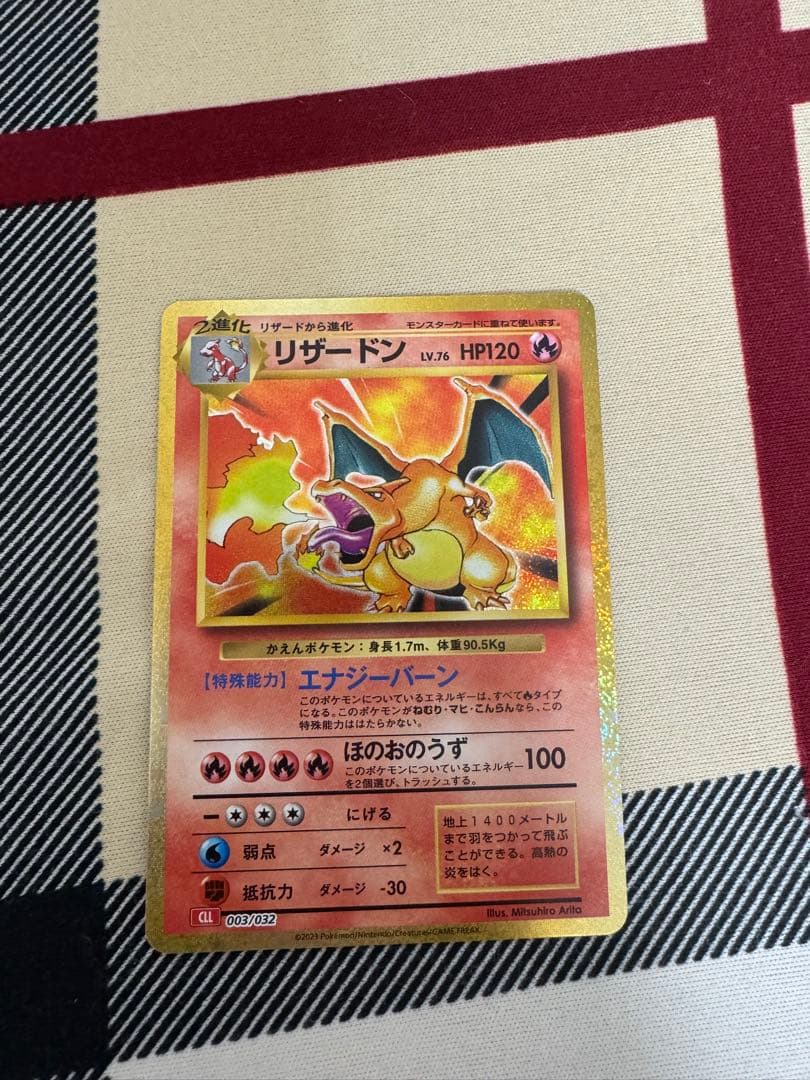 2進化 リザードから進化 モンスターカードに重ねて使います。
リザードン LV.76 HP120
かえんポケモン：身長1.7m、体重90.5Kg
【特殊能力】エナジーバーン
このポケモンについているエネルギーは、すべて🔥タイプ
になる。このポケモンがねむり・マヒ・こんらんなら、この
特殊能力ははたらかない。
ほのおのうず 100
このポケモンについているエネルギー
を2個選び、トラッシュする。
にげる
弱点 ダメージ ×2
抵抗力 ダメージ -30
地上1400メートル
まで羽をつかって飛ぶ
ことができる。高熱の
炎をはく。
Illus. Mitsuhiro Arita
CLL 003/032
©2023 Pokémon/Nintendo/Creatures/GAME FREAK.